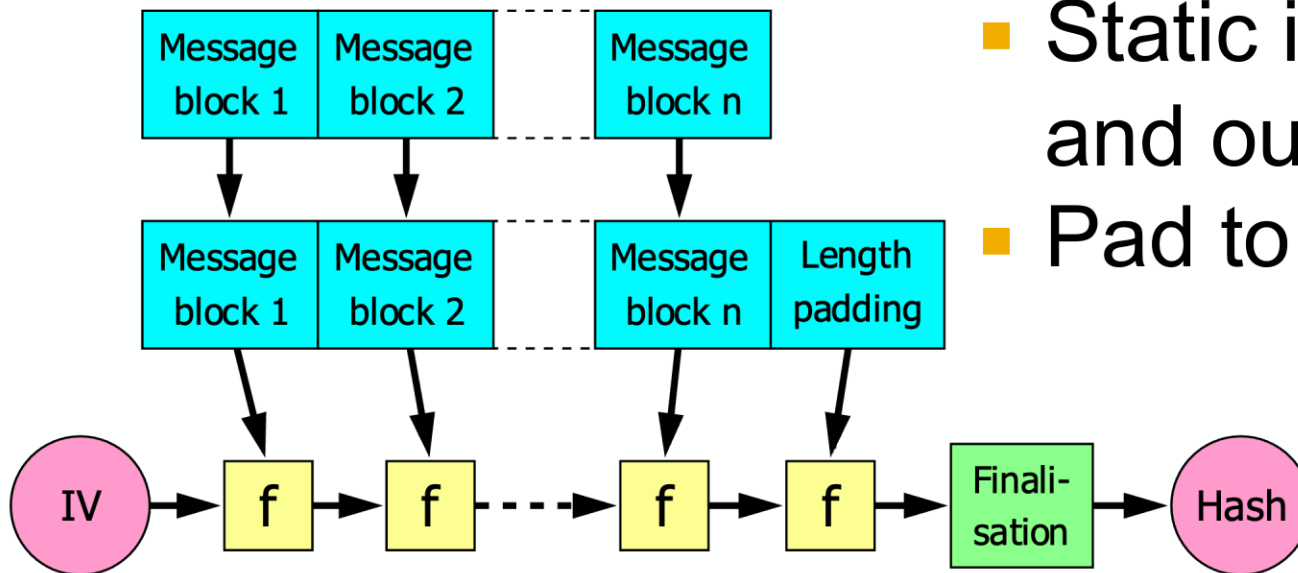 Message
block 1
Message
block 2
Message
block n
Static
and
Pad to
Message
block 1
Message
block 2
Message
block n
Length
padding
IV
f
f
f
f
Finali-
sation
Hash